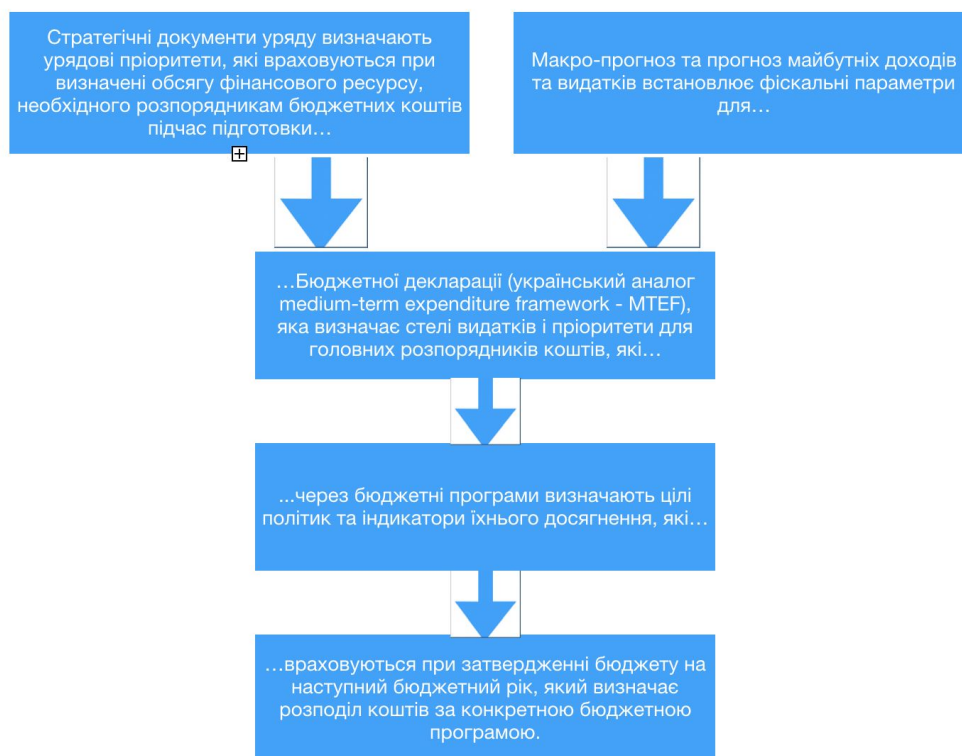 Стратегічні документи уряду визначають
урядові пріоритети, які враховуються при
визначені обсягу фінансового ресурсу,
необхідного розпорядникам бюджетних коштів
підчас підготовки…
Макро-прогноз та прогноз майбутніх доходів
та видатків встановлює фіскальні параметри
для…
…Бюджетної декларації (український аналог
medium-term expenditure framework - MTEF),
яка визначає стелі видатків і пріоритети для
головних розпорядників коштів, які…
...через бюджетні програми визначають цілі
політик та індикатори їхнього досягнення, які…
…враховуються при затвердженні бюджету на
наступний бюджетний рік, який визначає
розподіл коштів за конкретною бюджетною
програмою.